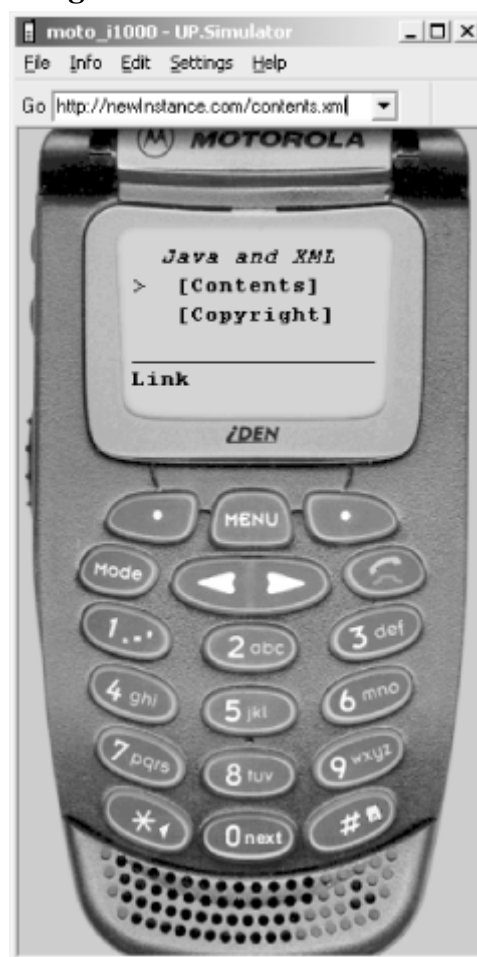 moto_i1000 - UP.Simulator
File Info Edit Settings Help
Go http://newInstance.com/contents.xml
M MOTOROLA
Java and XML
> [Contents]
[Copyright]
Link
iDEN
MENU
Mode
1.-'
2 abc
3 def
4 ghi
5 jkl
6 mno
7 pqrs
8 tuv
9 wxyz
*
0 next
#